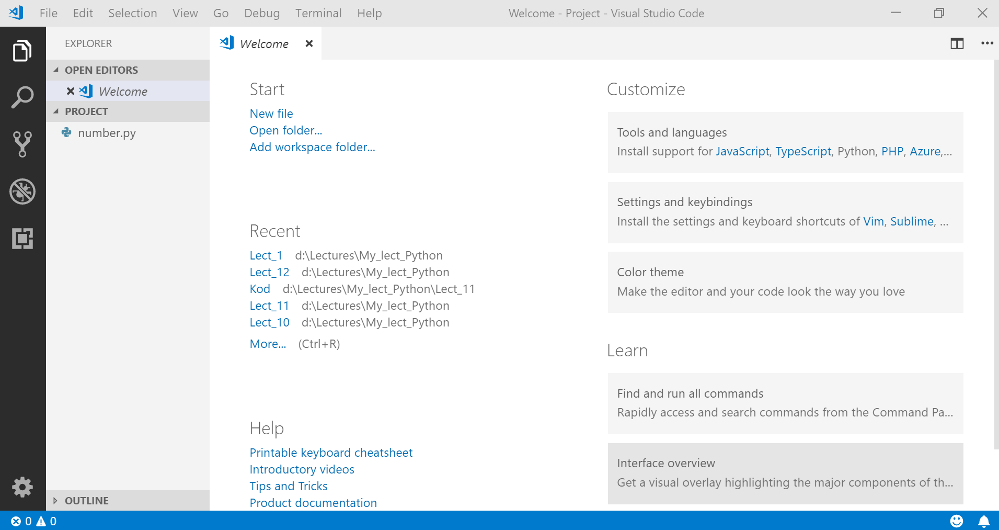 File Edit Selection View Go Debug Terminal Help Welcome - Project - Visual Studio Code
EXPLORER
OPEN EDITORS
Welcome
PROJECT
number.py
OUTLINE
Welcome
Start
New file
Open folder...
Add workspace folder...
Recent
Lect_1 d:\Lectures\My_lect_Python
Lect_12 d:\Lectures\My_lect_Python
Kod d:\Lectures\My_lect_Python\Lect_11
Lect_11 d:\Lectures\My_lect_Python
Lect_10 d:\Lectures\My_lect_Python
More... (Ctrl+R)
Help
Printable keyboard cheatsheet
Introductory videos
Tips and Tricks
Product documentation
Customize
Tools and languages
Install support for JavaScript, TypeScript, Python, PHP, Azure,...
Settings and keybindings
Install the settings and keyboard shortcuts of Vim, Sublime, ...
Color theme
Make the editor and your code look the way you love
Learn
Find and run all commands
Rapidly access and search commands from the Command Pa...
Interface overview
Get a visual overlay highlighting the major components of th...
0 0